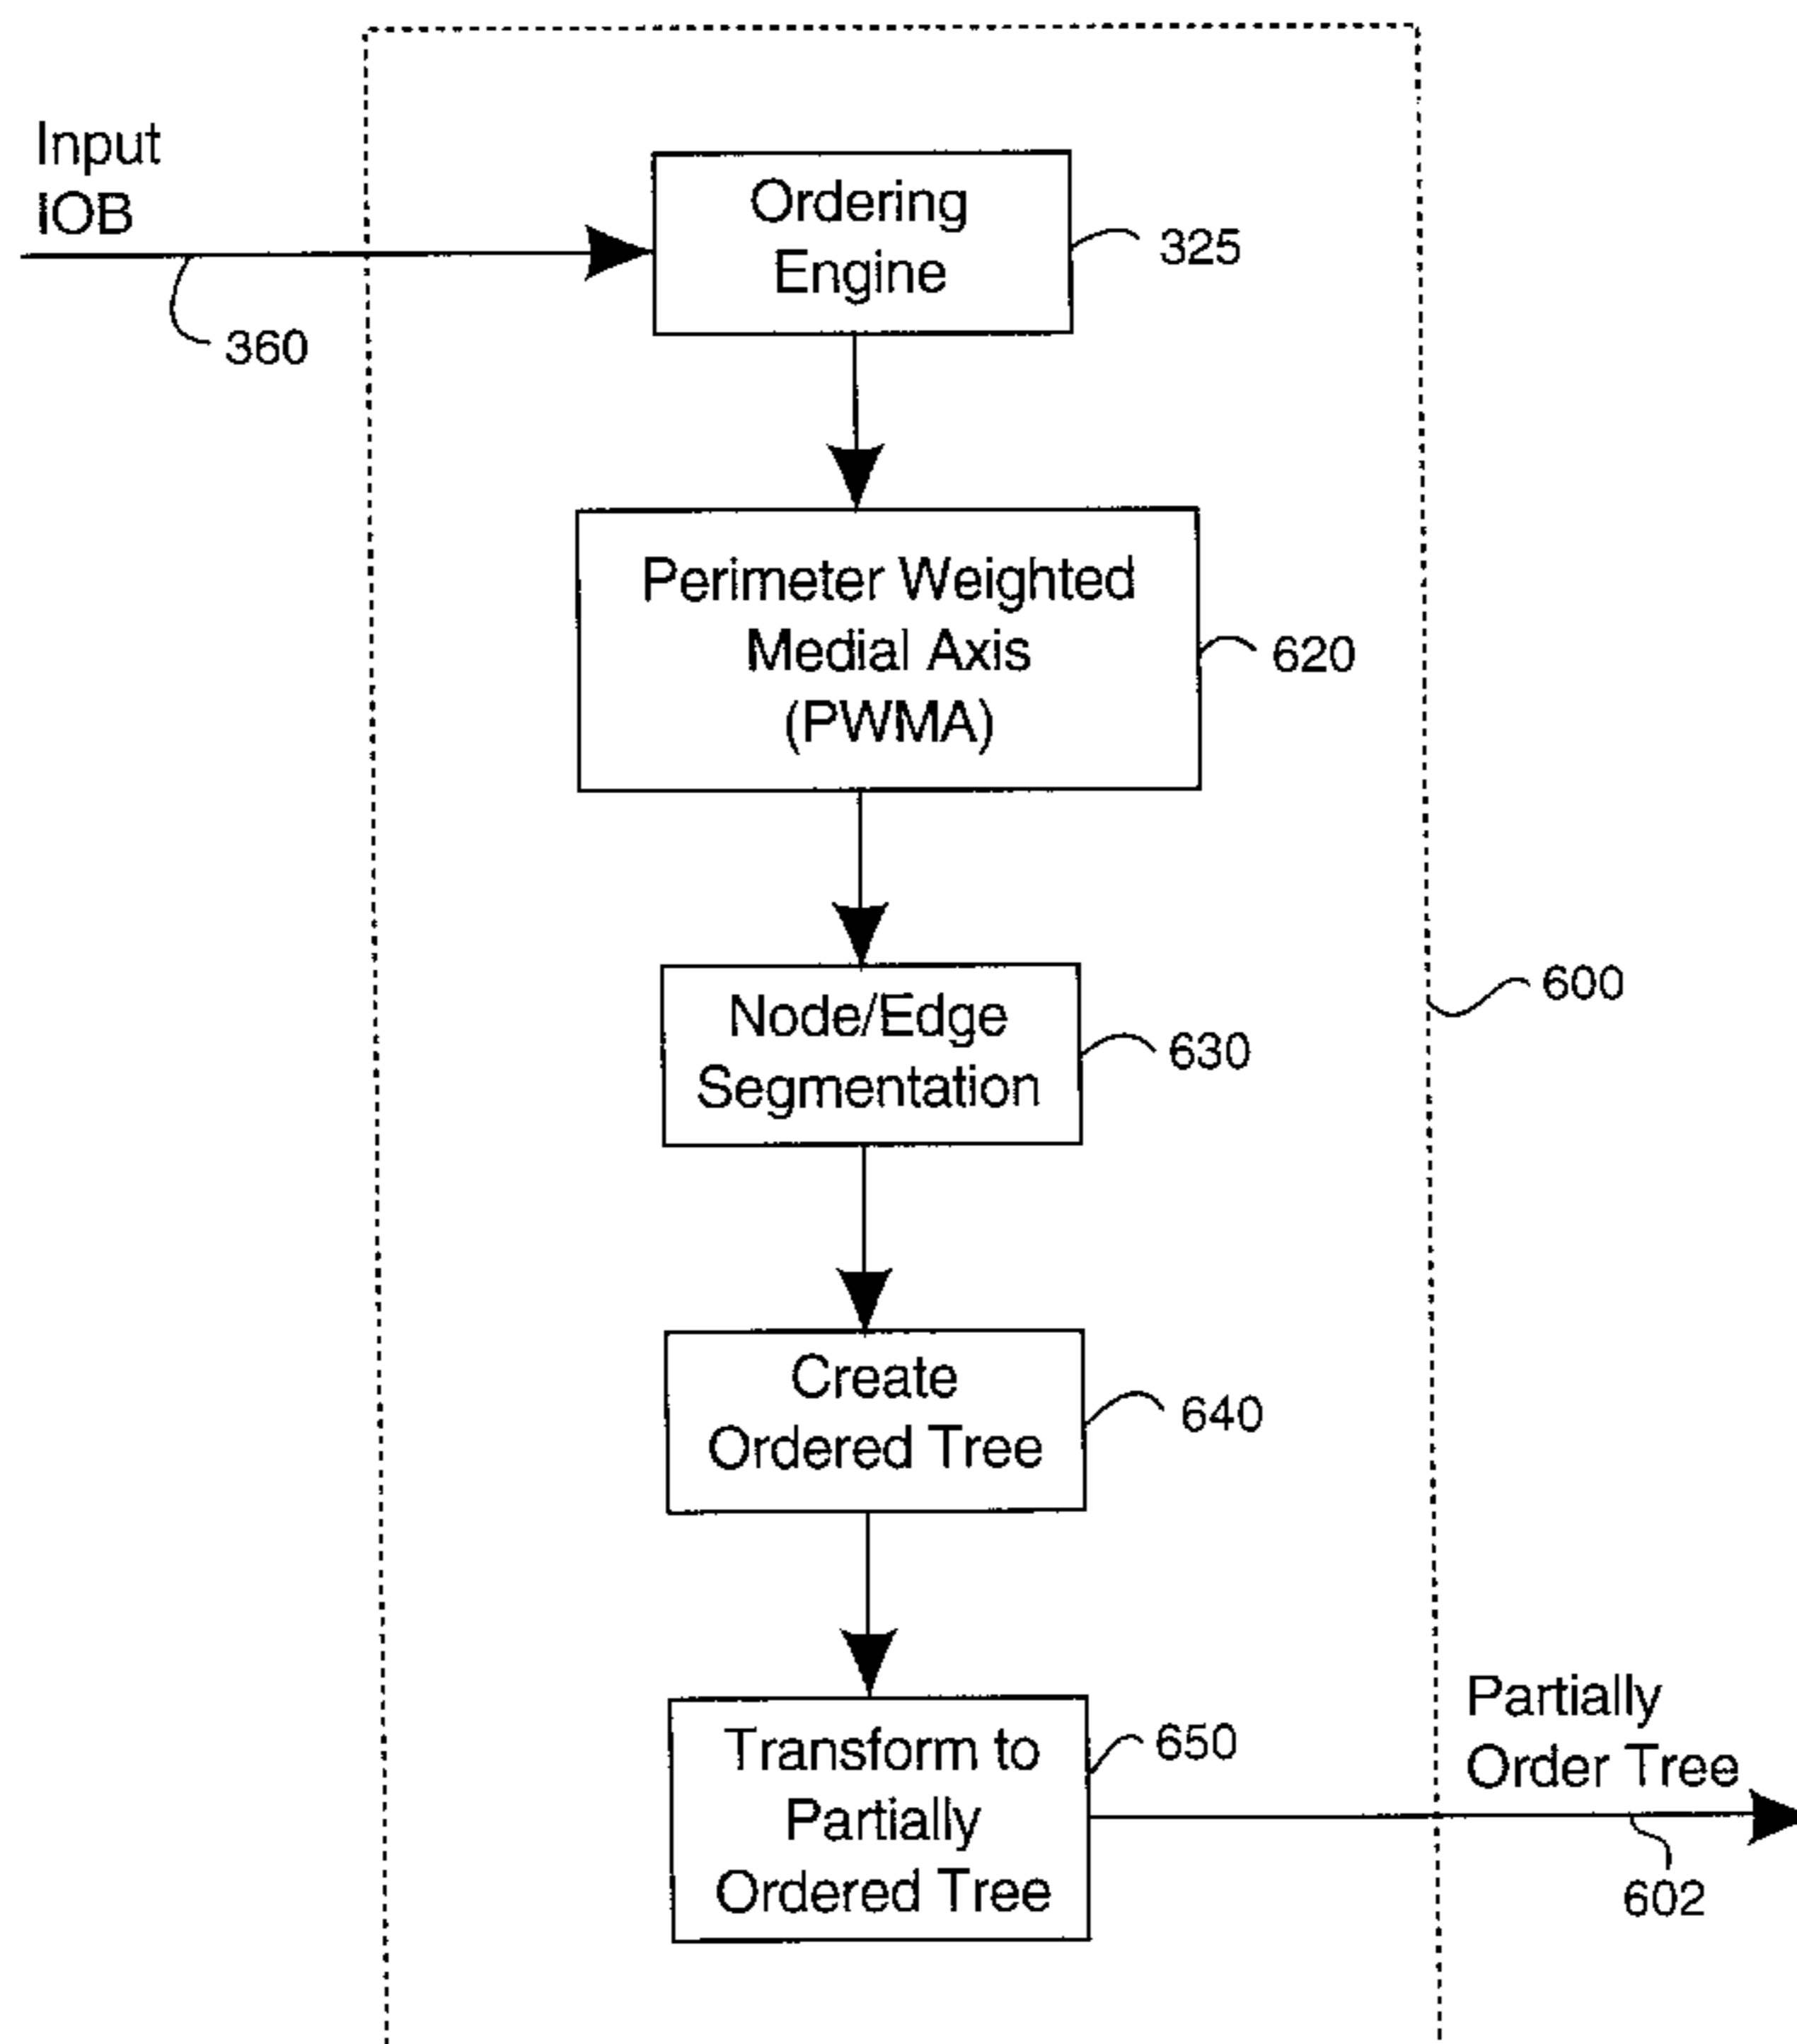 Input
IOB
360
Ordering
Engine
325
Perimeter Weighted
Medial Axis
(PWMA)
620
Node/Edge
Segmentation
630
600
Create
Ordered Tree
640
Transform to
Partially
Ordered Tree
650
Partially
Order Tree
602